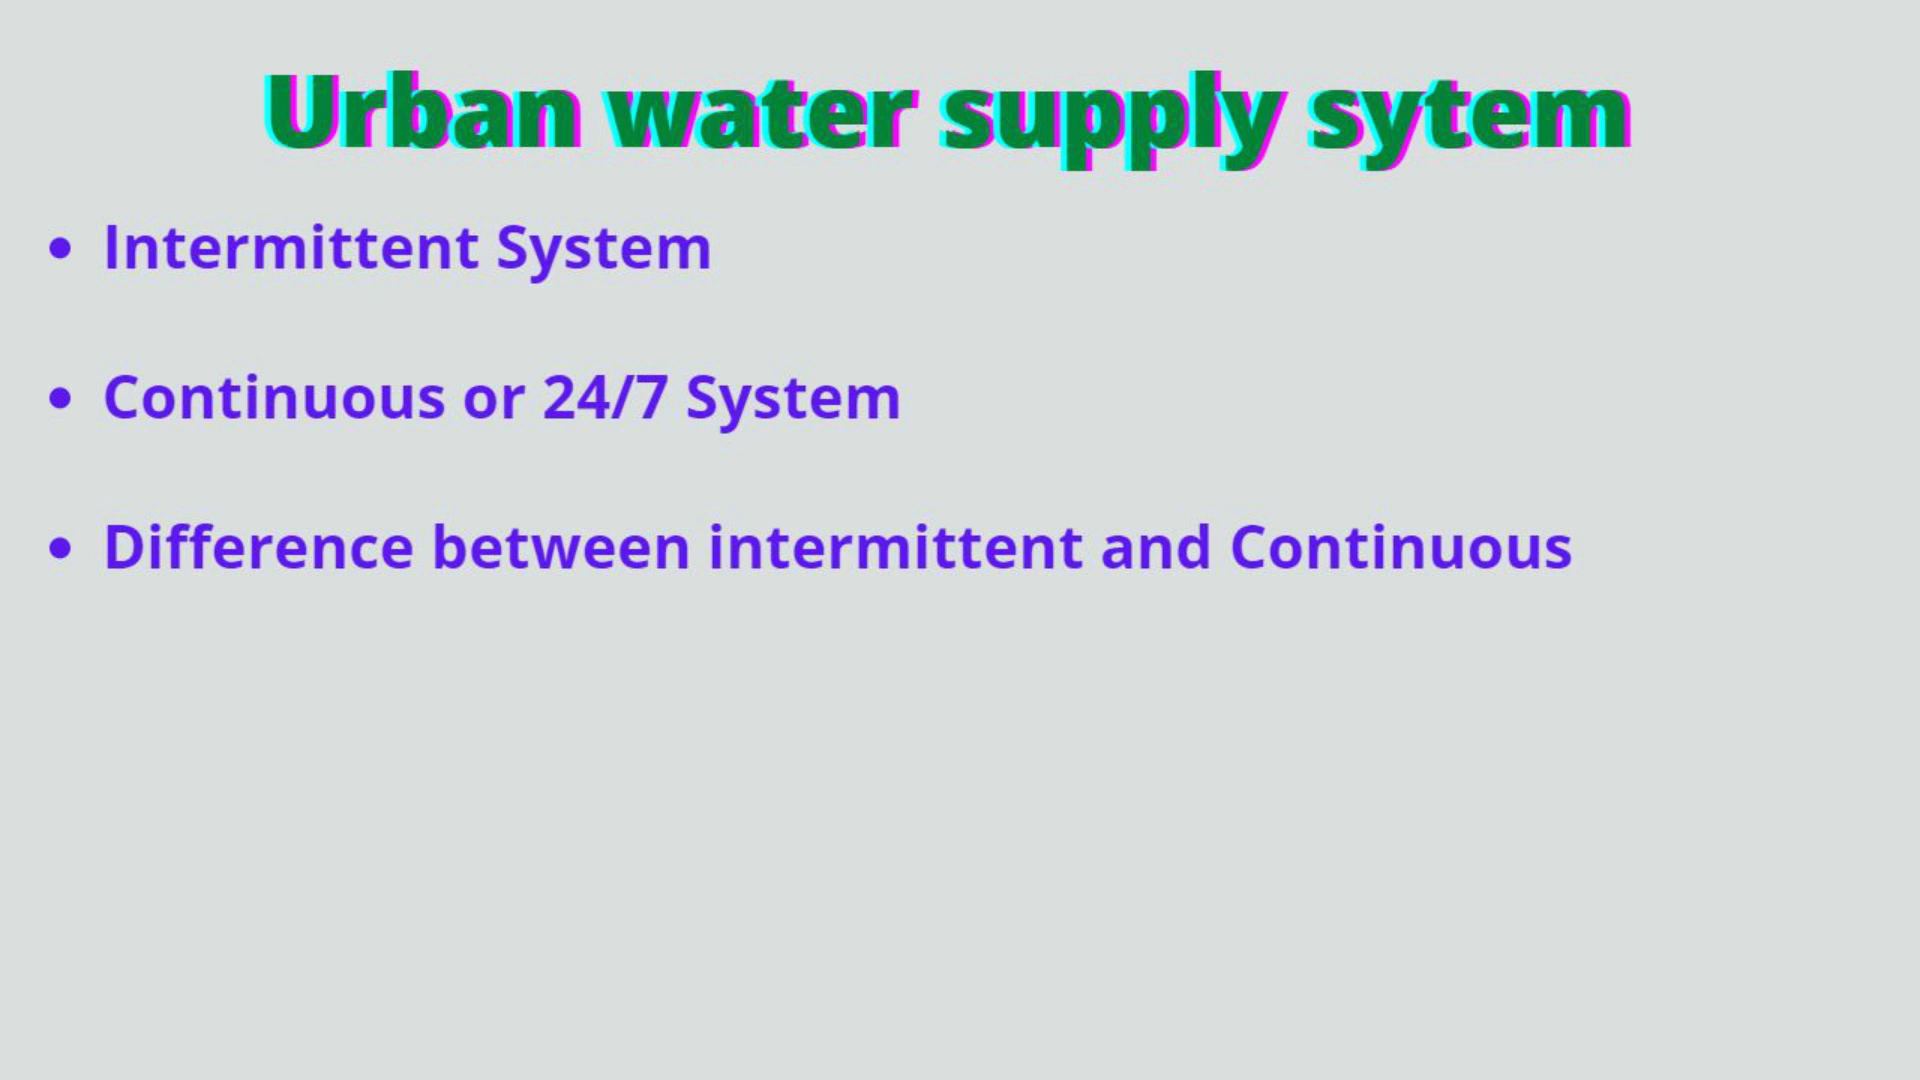 Urban water supply sytem
• Intermittent System
• Continuous or 24/7 System
• Difference between intermittent and Continuous